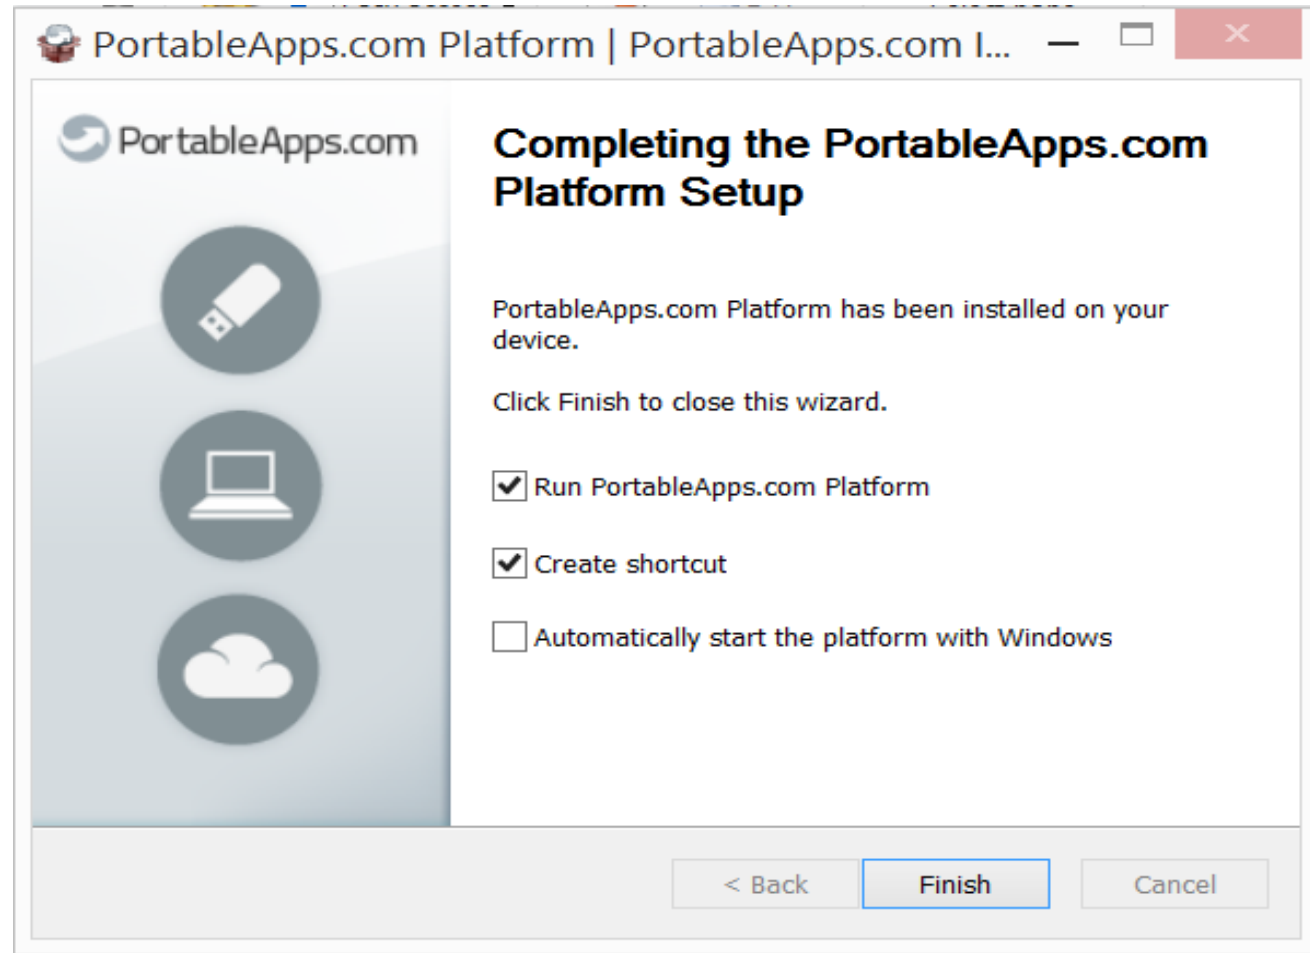 PortableApps.com Platform | PortableApps.com I...
PortableApps.com
Completing the PortableApps.com
Platform Setup
PortableApps.com Platform has been installed on your
device.
Click Finish to close this wizard.
Run PortableApps.com Platform
Create shortcut
Automatically start the platform with Windows
< Back
Finish
Cancel